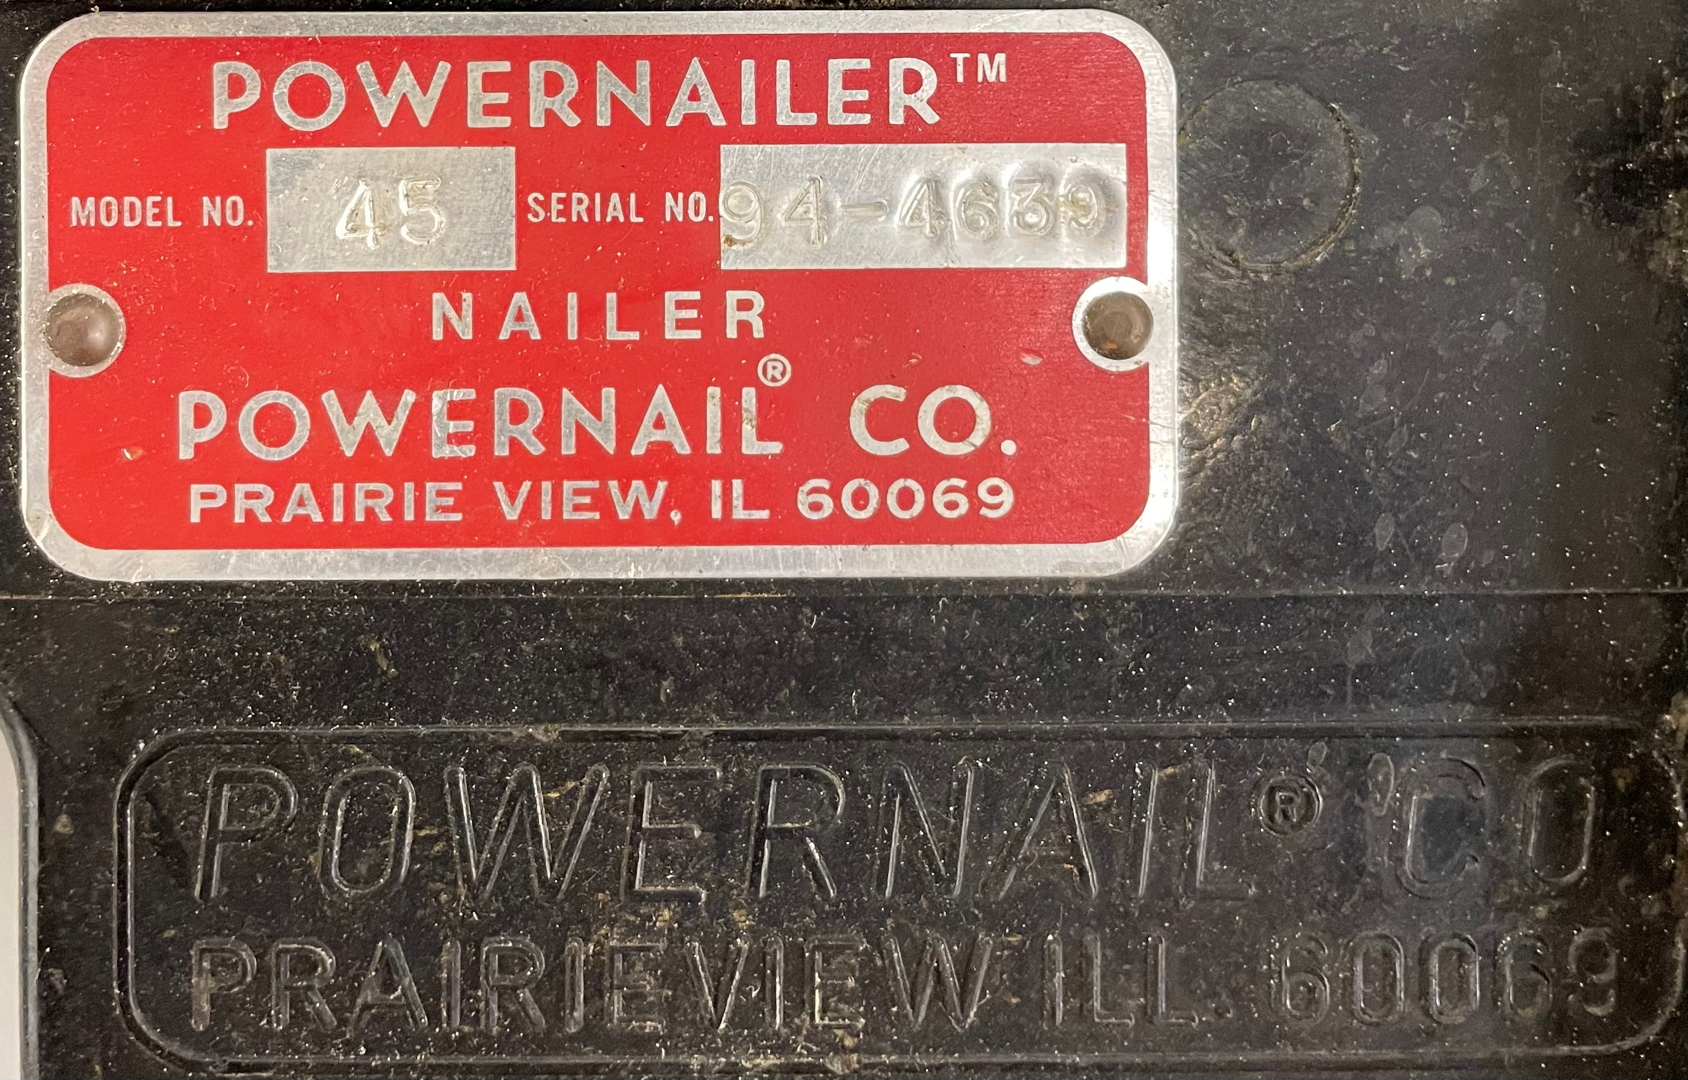 POWERNAILER™
MODEL NO. 45 SERIAL NO. 94-4639
NAILER
POWERNAIL® CO.
PRAIRIE VIEW, IL 60069
POWERNAIL® CO
PRAIRIEVIEW ILL. 60069